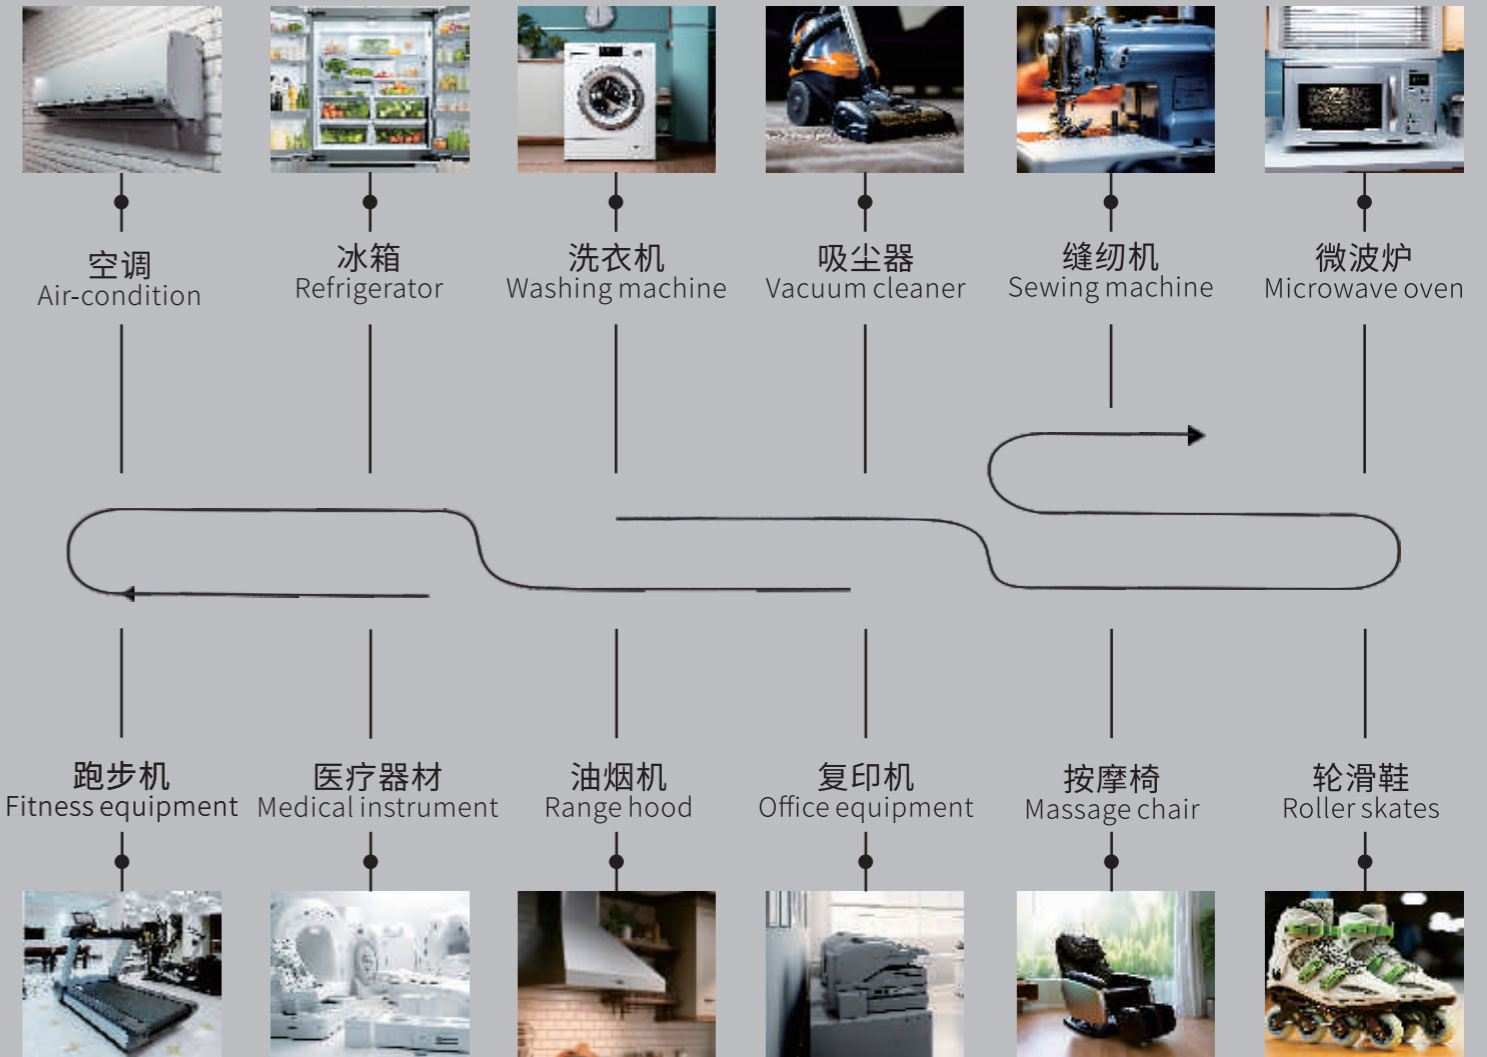 空调
Air-condition
冰箱
Refrigerator
洗衣机
Washing machine
吸尘器
Vacuum cleaner
缝纫机
Sewing machine
微波炉
Microwave oven
跑步机
Fitness equipment
医疗器材
Medical instrument
油烟机
Range hood
复印机
Office equipment
按摩椅
Massage chair
轮滑鞋
Roller skates